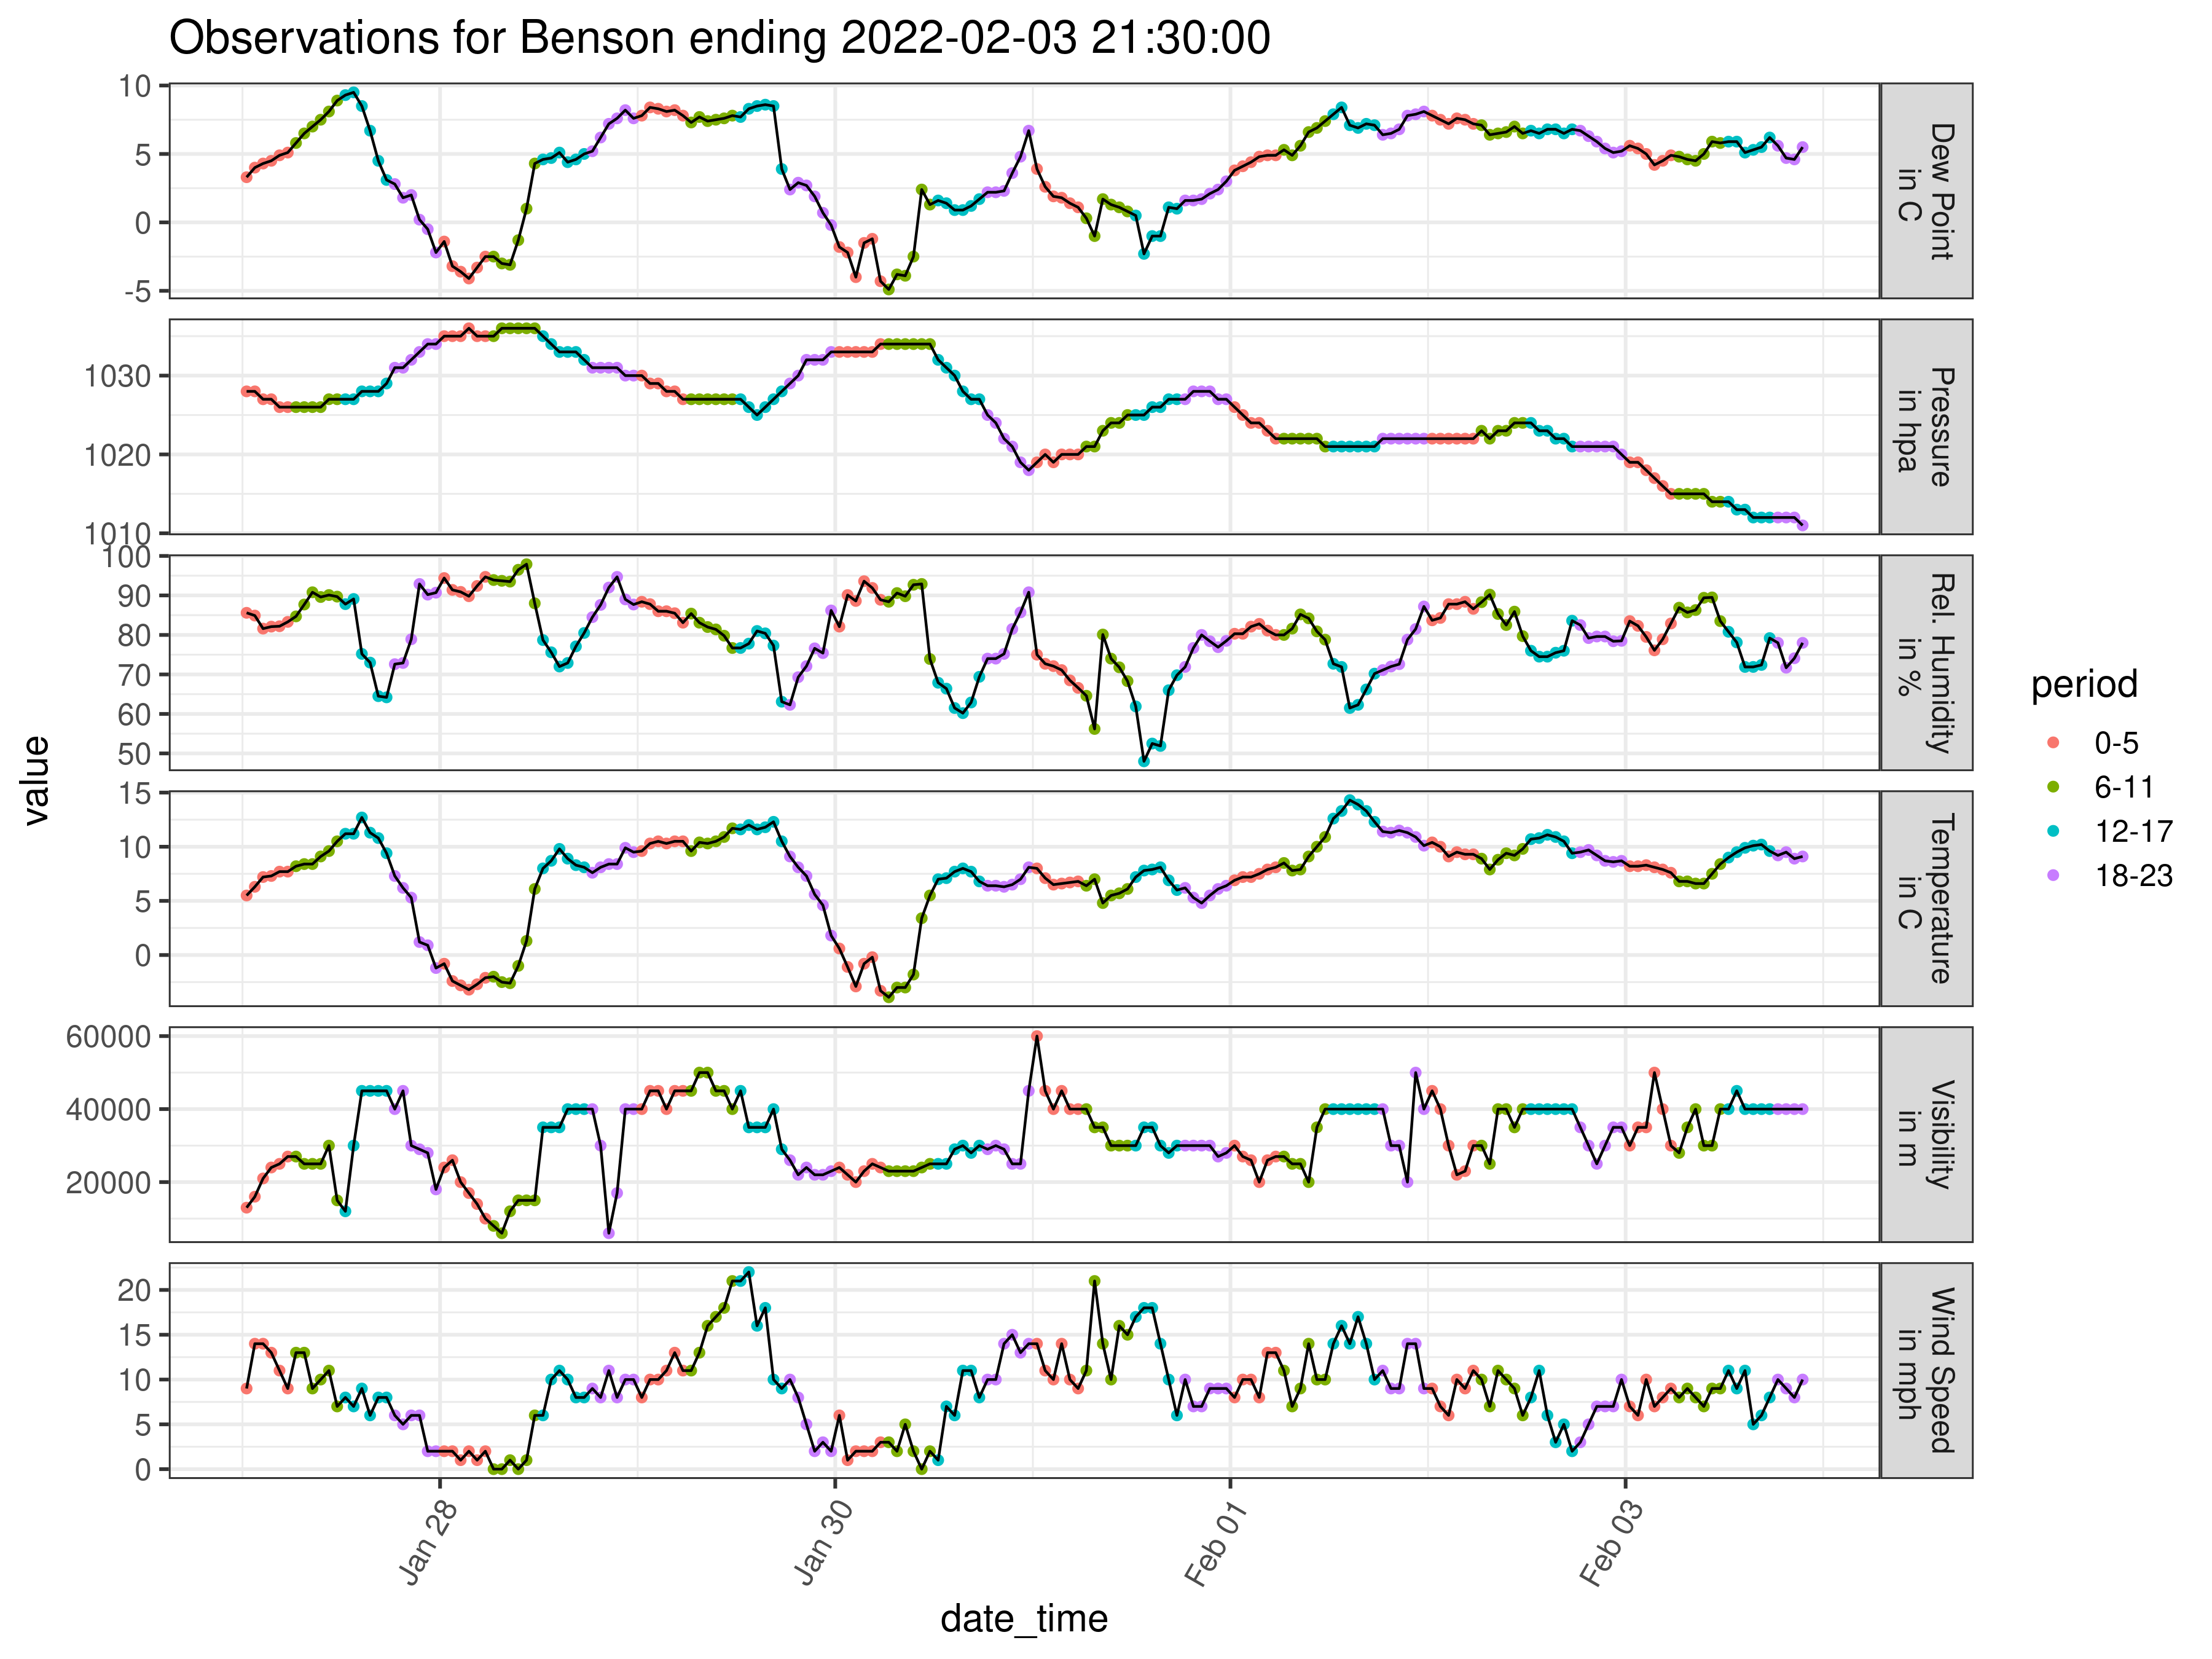 Observations for Benson ending 2022-02-03 21:30:00
10
5
0
-5
Dew Point
in C
1030
1020
1010
Pressure
in hpa
100
90
80
70
60
50
Rel. Humidity
in %
15
10
5
0
Temperature
in C
60000
40000
20000
Visibility
in m
20
15
10
5
0
Wind Speed
in mph
value
Jan 28
Jan 30
Feb 01
Feb 03
date_time
period
0-5
6-11
12-17
18-23